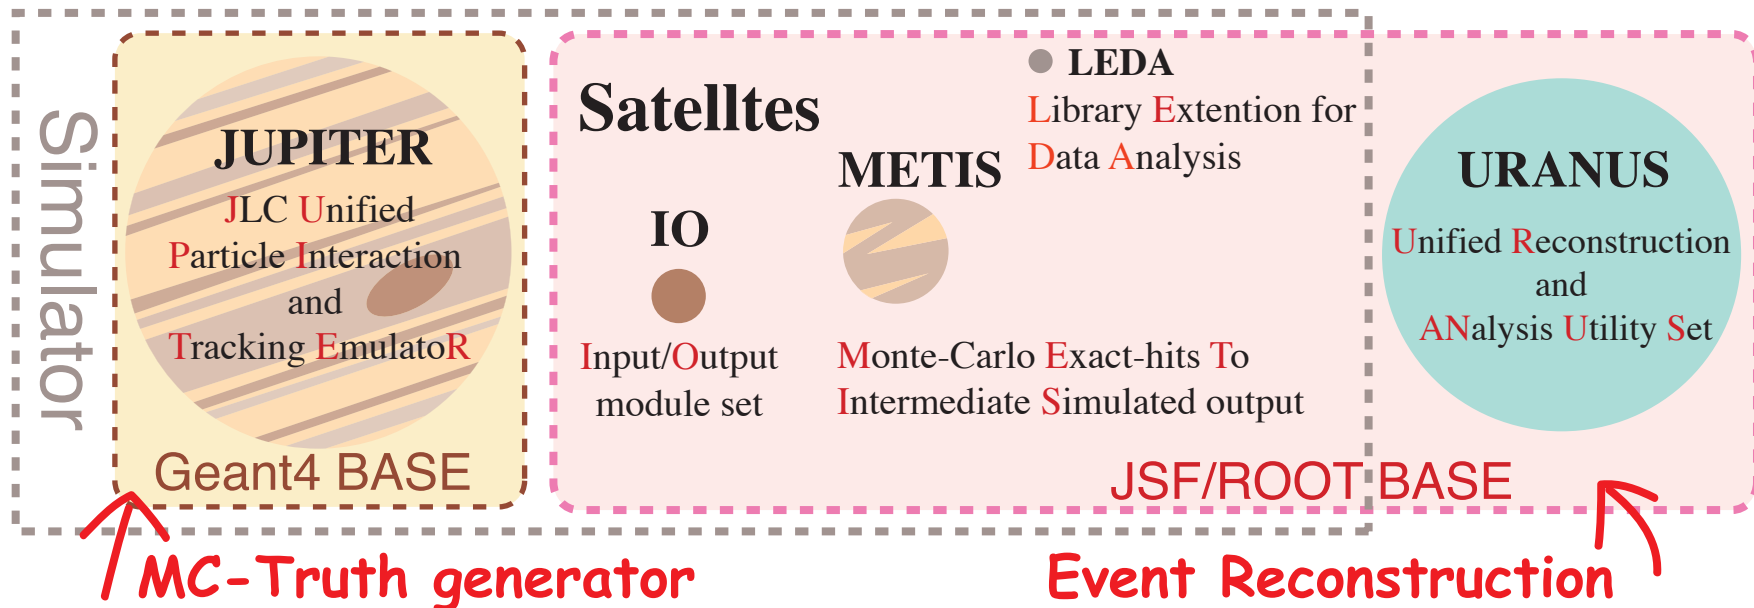 Simulator
JUPITER
JLC Unified
Particle Interaction
and
Tracking EmulatoR
Geant4 BASE
Satelltes
IO
Input/Output
module set
METIS
Monte-Carlo Exact-hits To
Intermediate Simulated output
LEDA
Library Extention for
Data Analysis
URANUS
Unified Reconstruction
and
ANalysis Utility Set
JSF/ROOT BASE
MC-Truth generator
Event Reconstruction